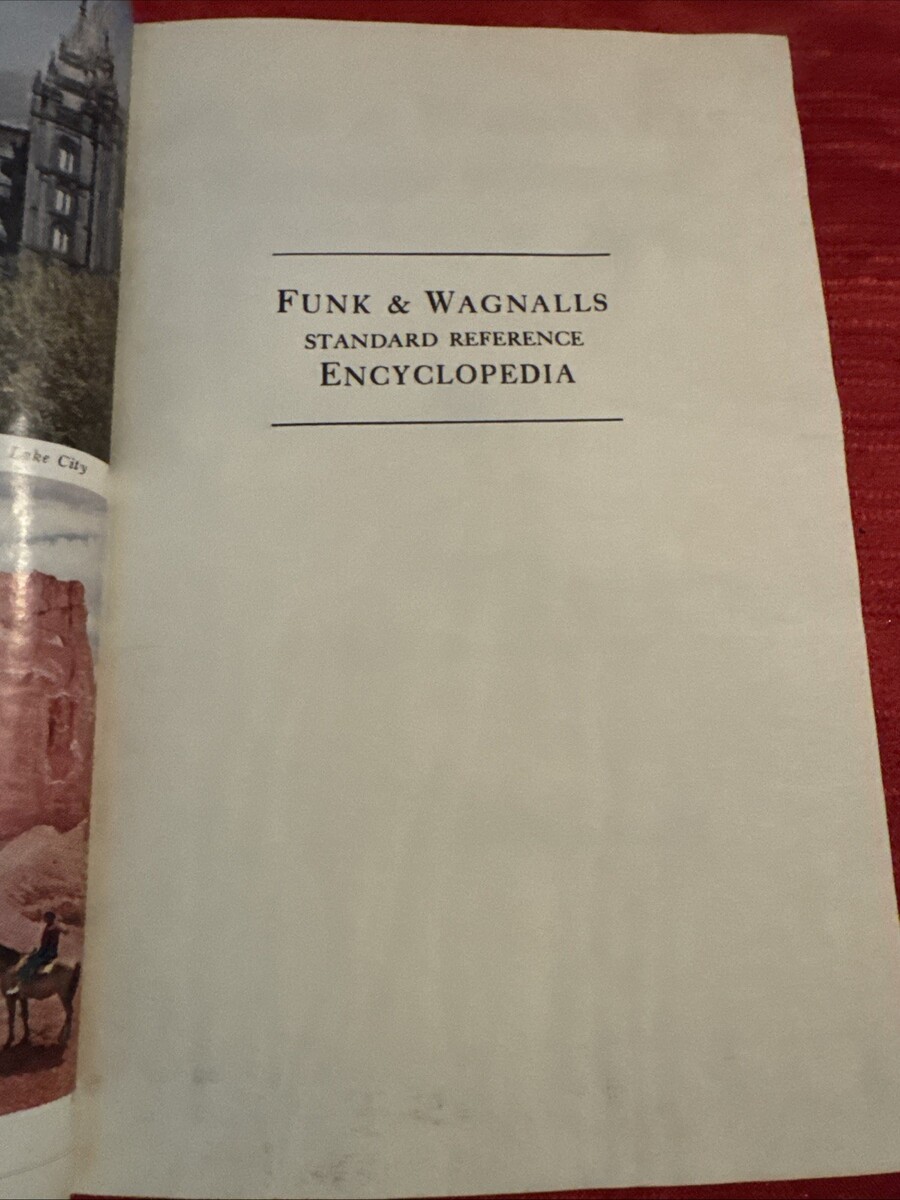 Lake City
FUNK & WAGNALLS
STANDARD REFERENCE
ENCYCLOPEDIA